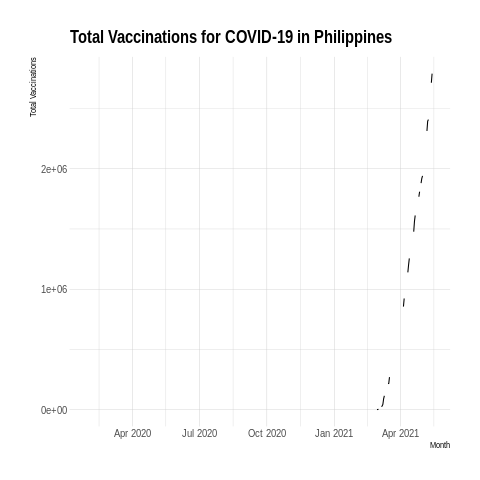 Total Vaccinations for COVID-19 in Philippines
Total Vaccinations
2e+06
1e+06
0e+00
Apr 2020 Jul 2020 Oct 2020 Jan 2021 Apr 2021
Month